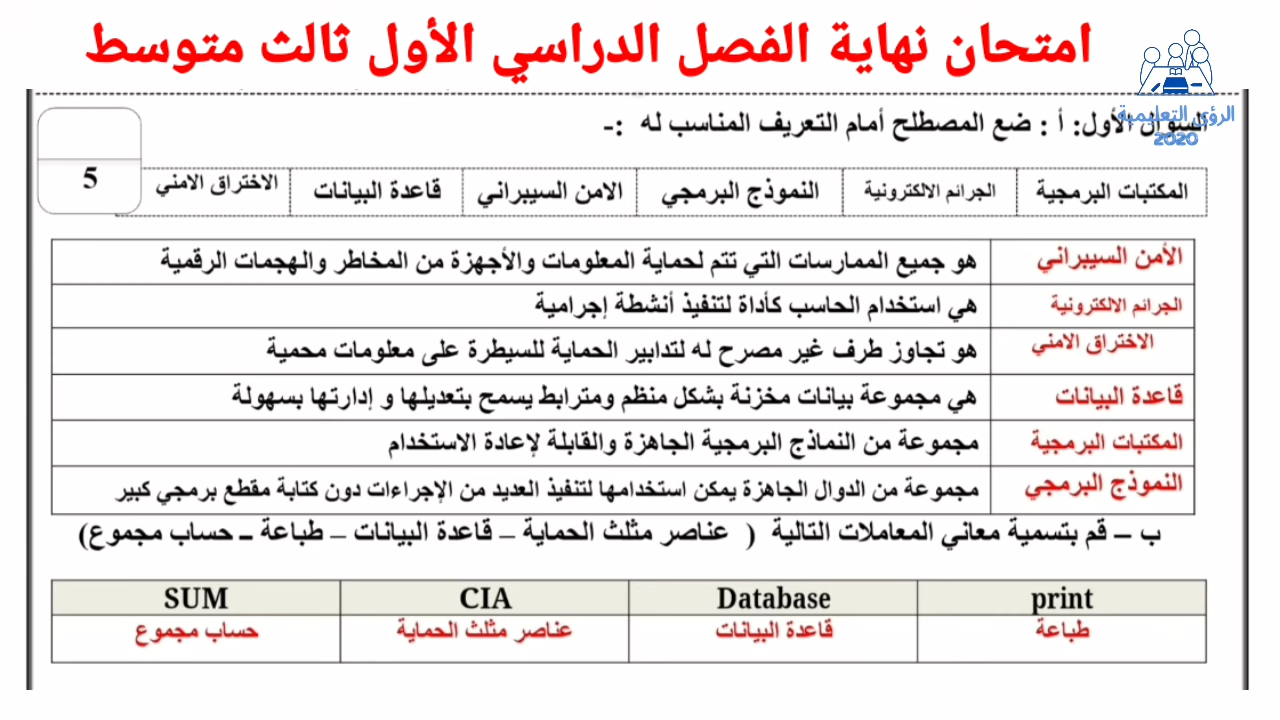 امتحان نهاية الفصل الدراسي الأول ثالث متوسط
الرؤى التعليمية
2020
السؤال الأول: أ : ضع المصطلح أمام التعريف المناسب له :-
5
المكتبات البرمجية الجرائم الالكترونية النموذج البرمجي الامن السيبراني قاعدة البيانات الاختراق الامني
الأمن السيبراني هو جميع الممارسات التي تتم لحماية المعلومات والأجهزة من المخاطر والهجمات الرقمية
الجرائم الالكترونية هي استخدام الحاسب كأداة لتنفيذ أنشطة إجرامية
الاختراق الامني هو تجاوز طرف غير مصرح له لتدابير الحماية للسيطرة على معلومات محمية
قاعدة البيانات هي مجموعة بيانات مخزنة بشكل منظم ومترابط يسمح بتعديلها و إدارتها بسهولة
المكتبات البرمجية مجموعة من النماذج البرمجية الجاهزة والقابلة لإعادة الاستخدام
النموذج البرمجي مجموعة من الدوال الجاهزة يمكن استخدامها لتنفيذ العديد من الإجراءات دون كتابة مقطع برمجي كبير
ب – قم بتسمية معاني المعاملات التالية ( عناصر مثلث الحماية – قاعدة البيانات – طباعة – حساب مجموع)
SUM CIA Database print
حساب مجموع عناصر مثلث الحماية قاعدة البيانات طباعة